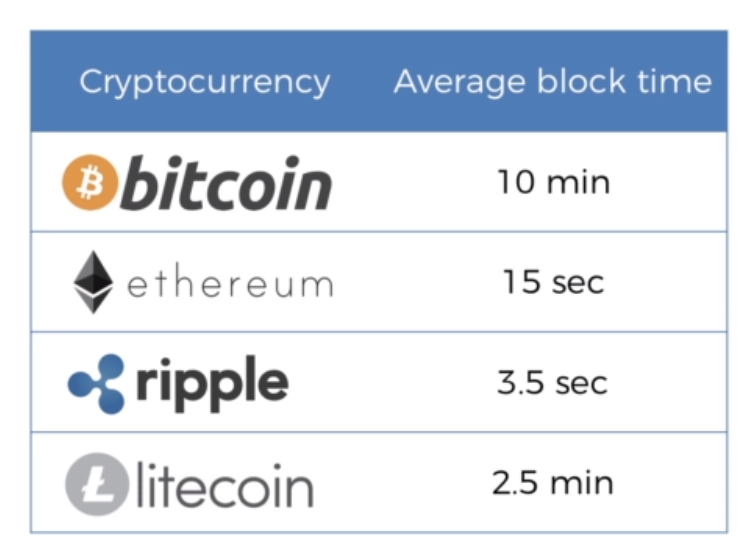 Cryptocurrency Average block time
bitcoin 10 min
ethereum 15 sec
ripple 3.5 sec
litecoin 2.5 min